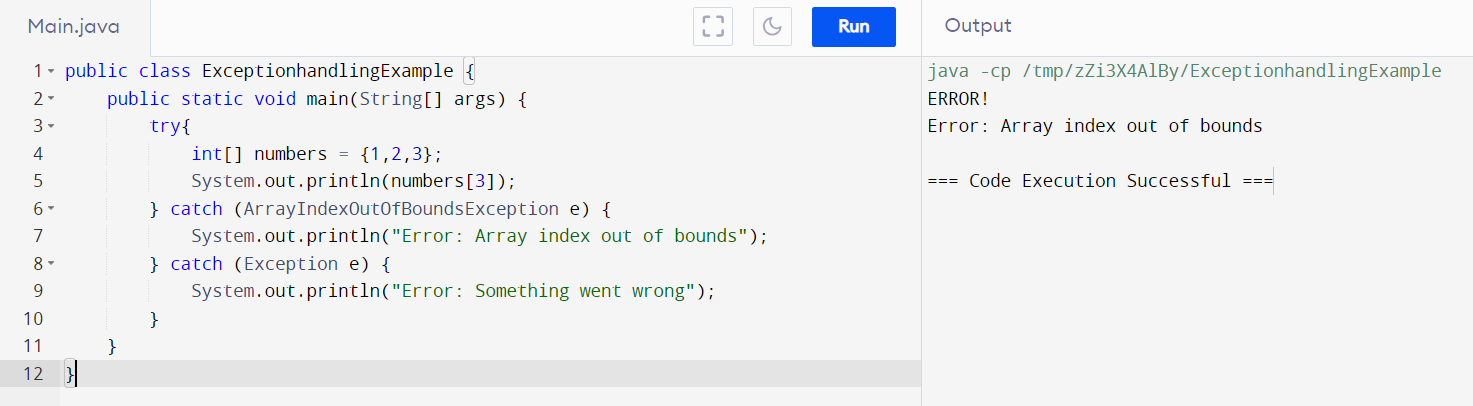 Main.java
Run
Output
1 public class ExceptionhandlingExample {
2     public static void main(String[] args) {
3         try{
4             int[] numbers = {1,2,3};
5             System.out.println(numbers[3]);
6         } catch (ArrayIndexOutOfBoundsException e) {
7             System.out.println("Error: Array index out of bounds");
8         } catch (Exception e) {
9             System.out.println("Error: Something went wrong");
10         }
11     }
12 }
java -cp /tmp/zZi3X4AlBy/ExceptionhandlingExample
ERROR!
Error: Array index out of bounds
=== Code Execution Successful ===